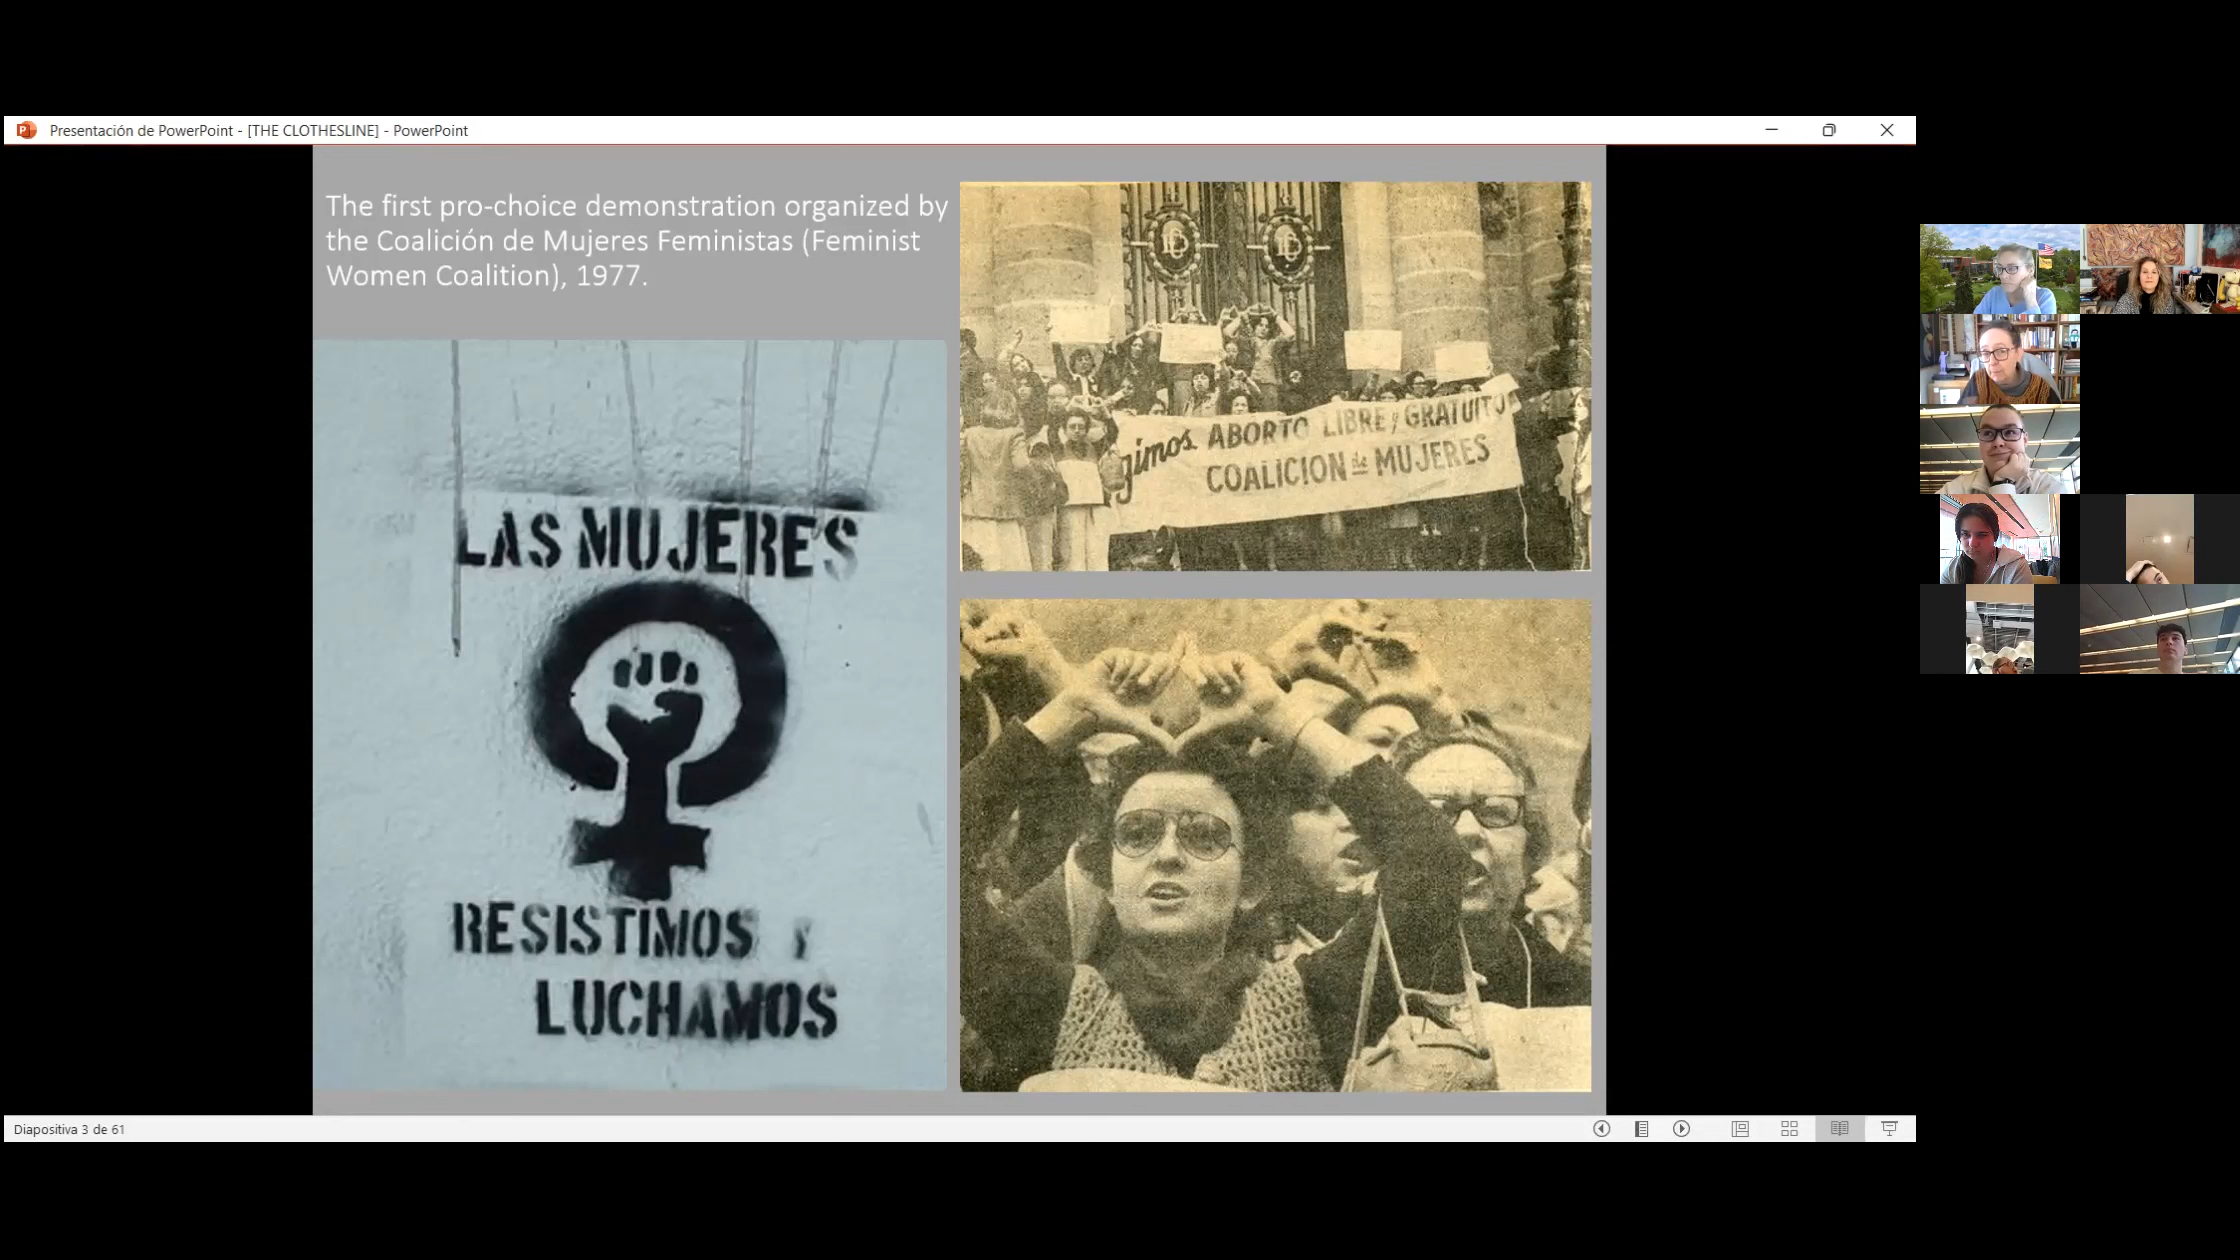 Presentación de PowerPoint - [THE CLOTHESLINE] - PowerPoint
The first pro-choice demonstration organized by
the Coalición de Mujeres Feministas (Feminist
Women Coalition), 1977.
LAS MUJERES
RESISTIMOS Y
LUCHAMOS
ABORTO LIBRE y GRATUITO
COALICION de MUJERES
Diapositiva 3 de 61